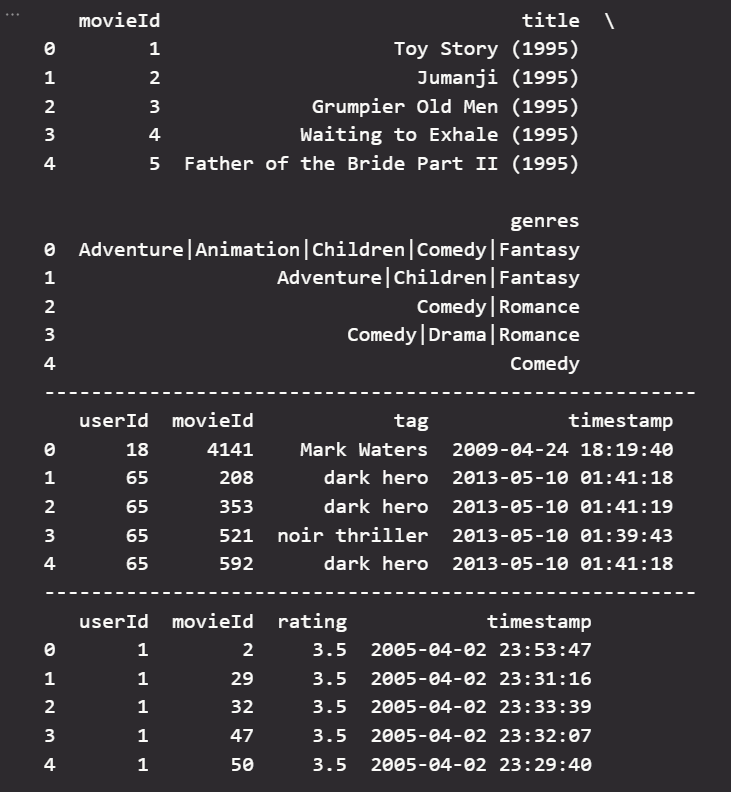 movieId title \
0 1 Toy Story (1995)
1 2 Jumanji (1995)
2 3 Grumpier Old Men (1995)
3 4 Waiting to Exhale (1995)
4 5 Father of the Bride Part II (1995)
genres
0 Adventure|Animation|Children|Comedy|Fantasy
1 Adventure|Children|Fantasy
2 Comedy|Romance
3 Comedy|Drama|Romance
4 Comedy
--------------------------------------------------------
userId movieId tag timestamp
0 18 4141 Mark Waters 2009-04-24 18:19:40
1 65 208 dark hero 2013-05-10 01:41:18
2 65 353 dark hero 2013-05-10 01:41:19
3 65 521 noir thriller 2013-05-10 01:39:43
4 65 592 dark hero 2013-05-10 01:41:18
--------------------------------------------------------
userId movieId rating timestamp
0 1 2 3.5 2005-04-02 23:53:47
1 1 29 3.5 2005-04-02 23:31:16
2 1 32 3.5 2005-04-02 23:33:39
3 1 47 3.5 2005-04-02 23:32:07
4 1 50 3.5 2005-04-02 23:29:40